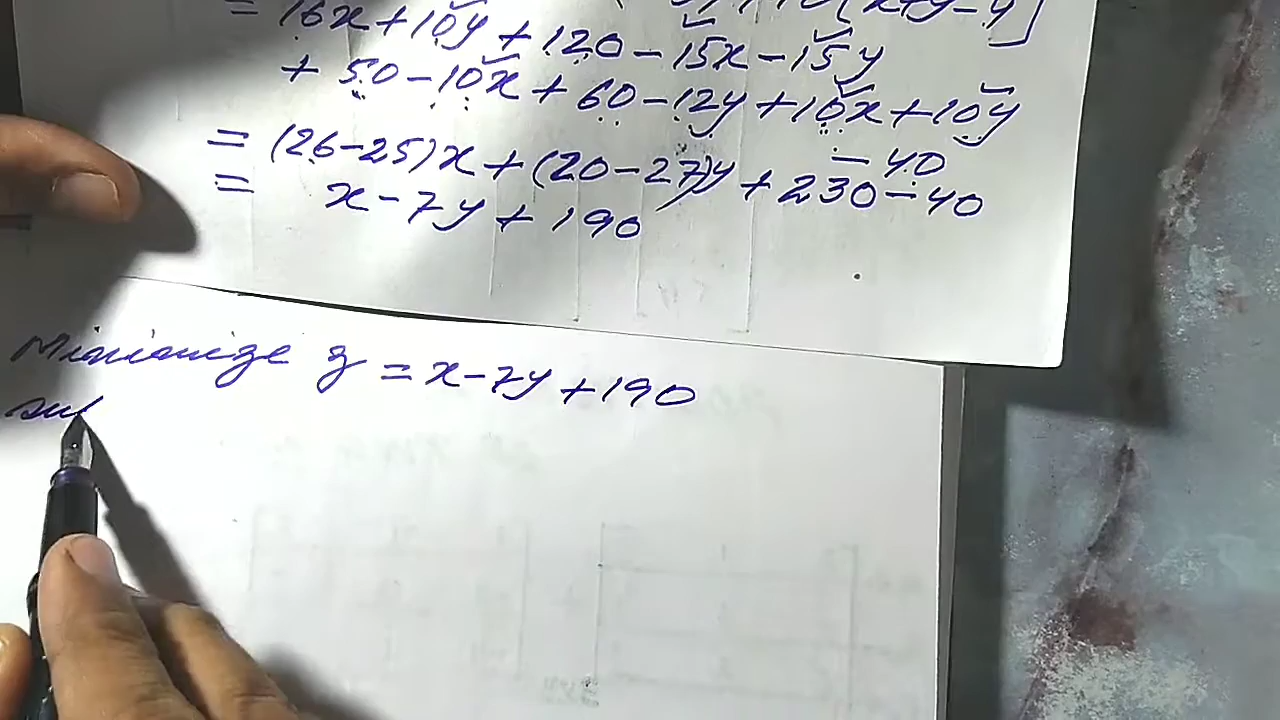 = 16x+10y +120-15x-15y
+ 50-10x+60-12y+10x+10y
-40
= (26-25)x+(20-27)y+230-40
= x-7y+190
Minimize z = x-7y+190
sub